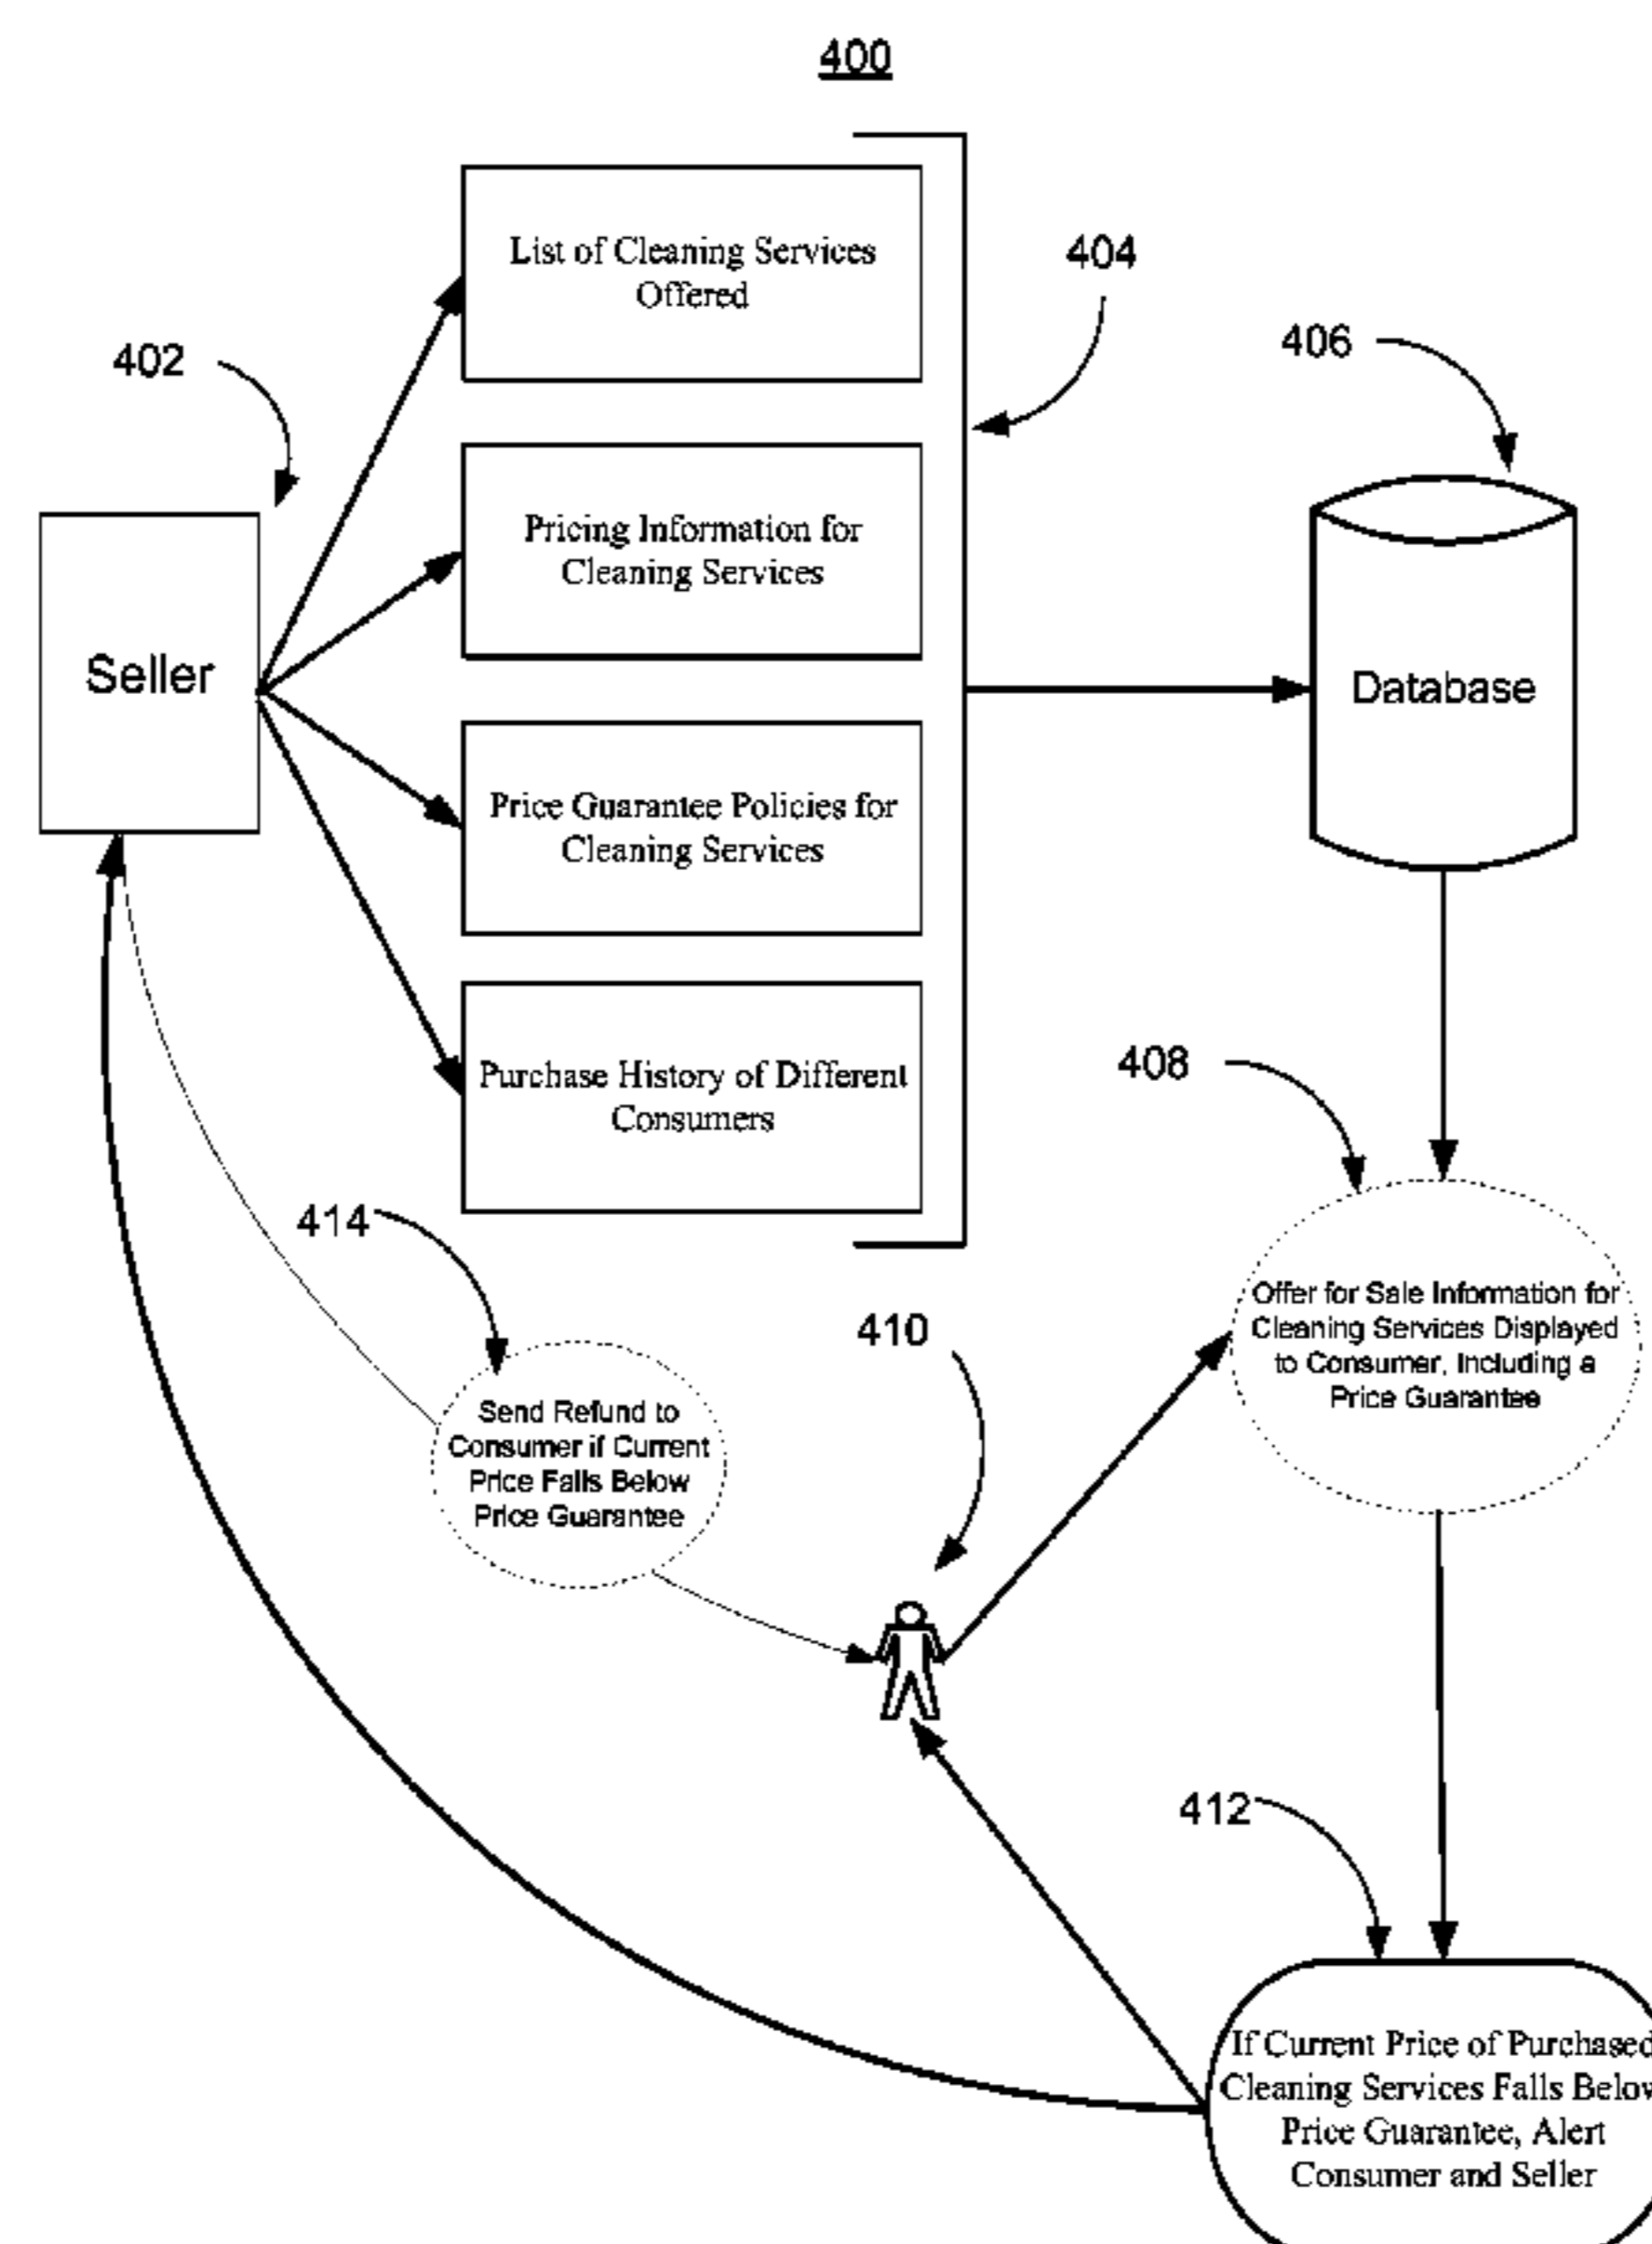 400
List of Cleaning Services
Offered
404
406
402
Pricing Information for
Cleaning Services
Seller
Database
Price Guarantee Policies for
Cleaning Services
408
Purchase History of Different
Consumers
414
410
Offer for Sale Information for
Cleaning Services Displayed
to Consumer, Including a
Price Guarantee
Send Refund to
Consumer if Current
Price Falls Below
Price Guarantee
412
If Current Price of Purchased
Cleaning Services Falls Below
Price Guarantee, Alert
Consumer and Seller